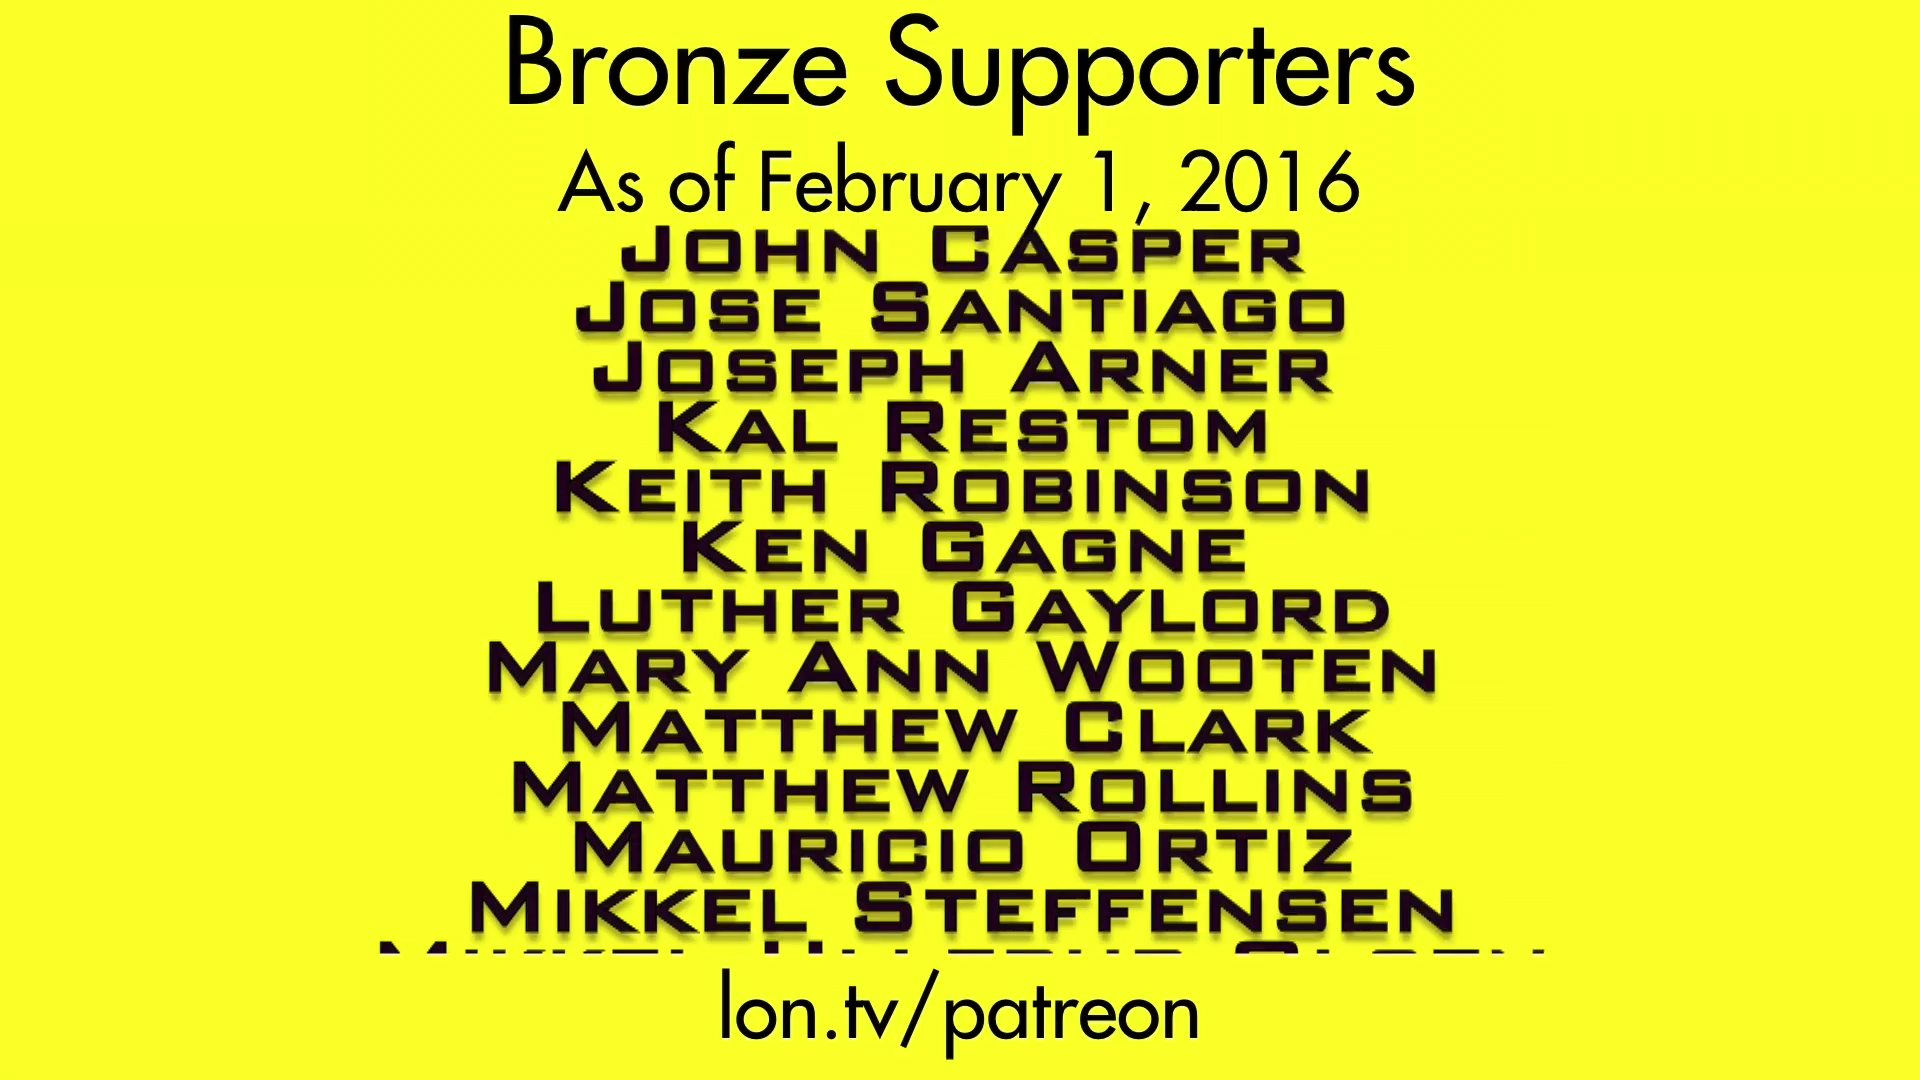 Bronze Supporters
As of February 1, 2016
John Casper
Jose Santiago
Joseph Arner
Kal Restom
Keith Robinson
Ken Gagne
Luther Gaylord
Mary Ann Wooten
Matthew Clark
Matthew Rollins
Mauricio Ortiz
Mikkel Steffensen
lon.tv/patreon